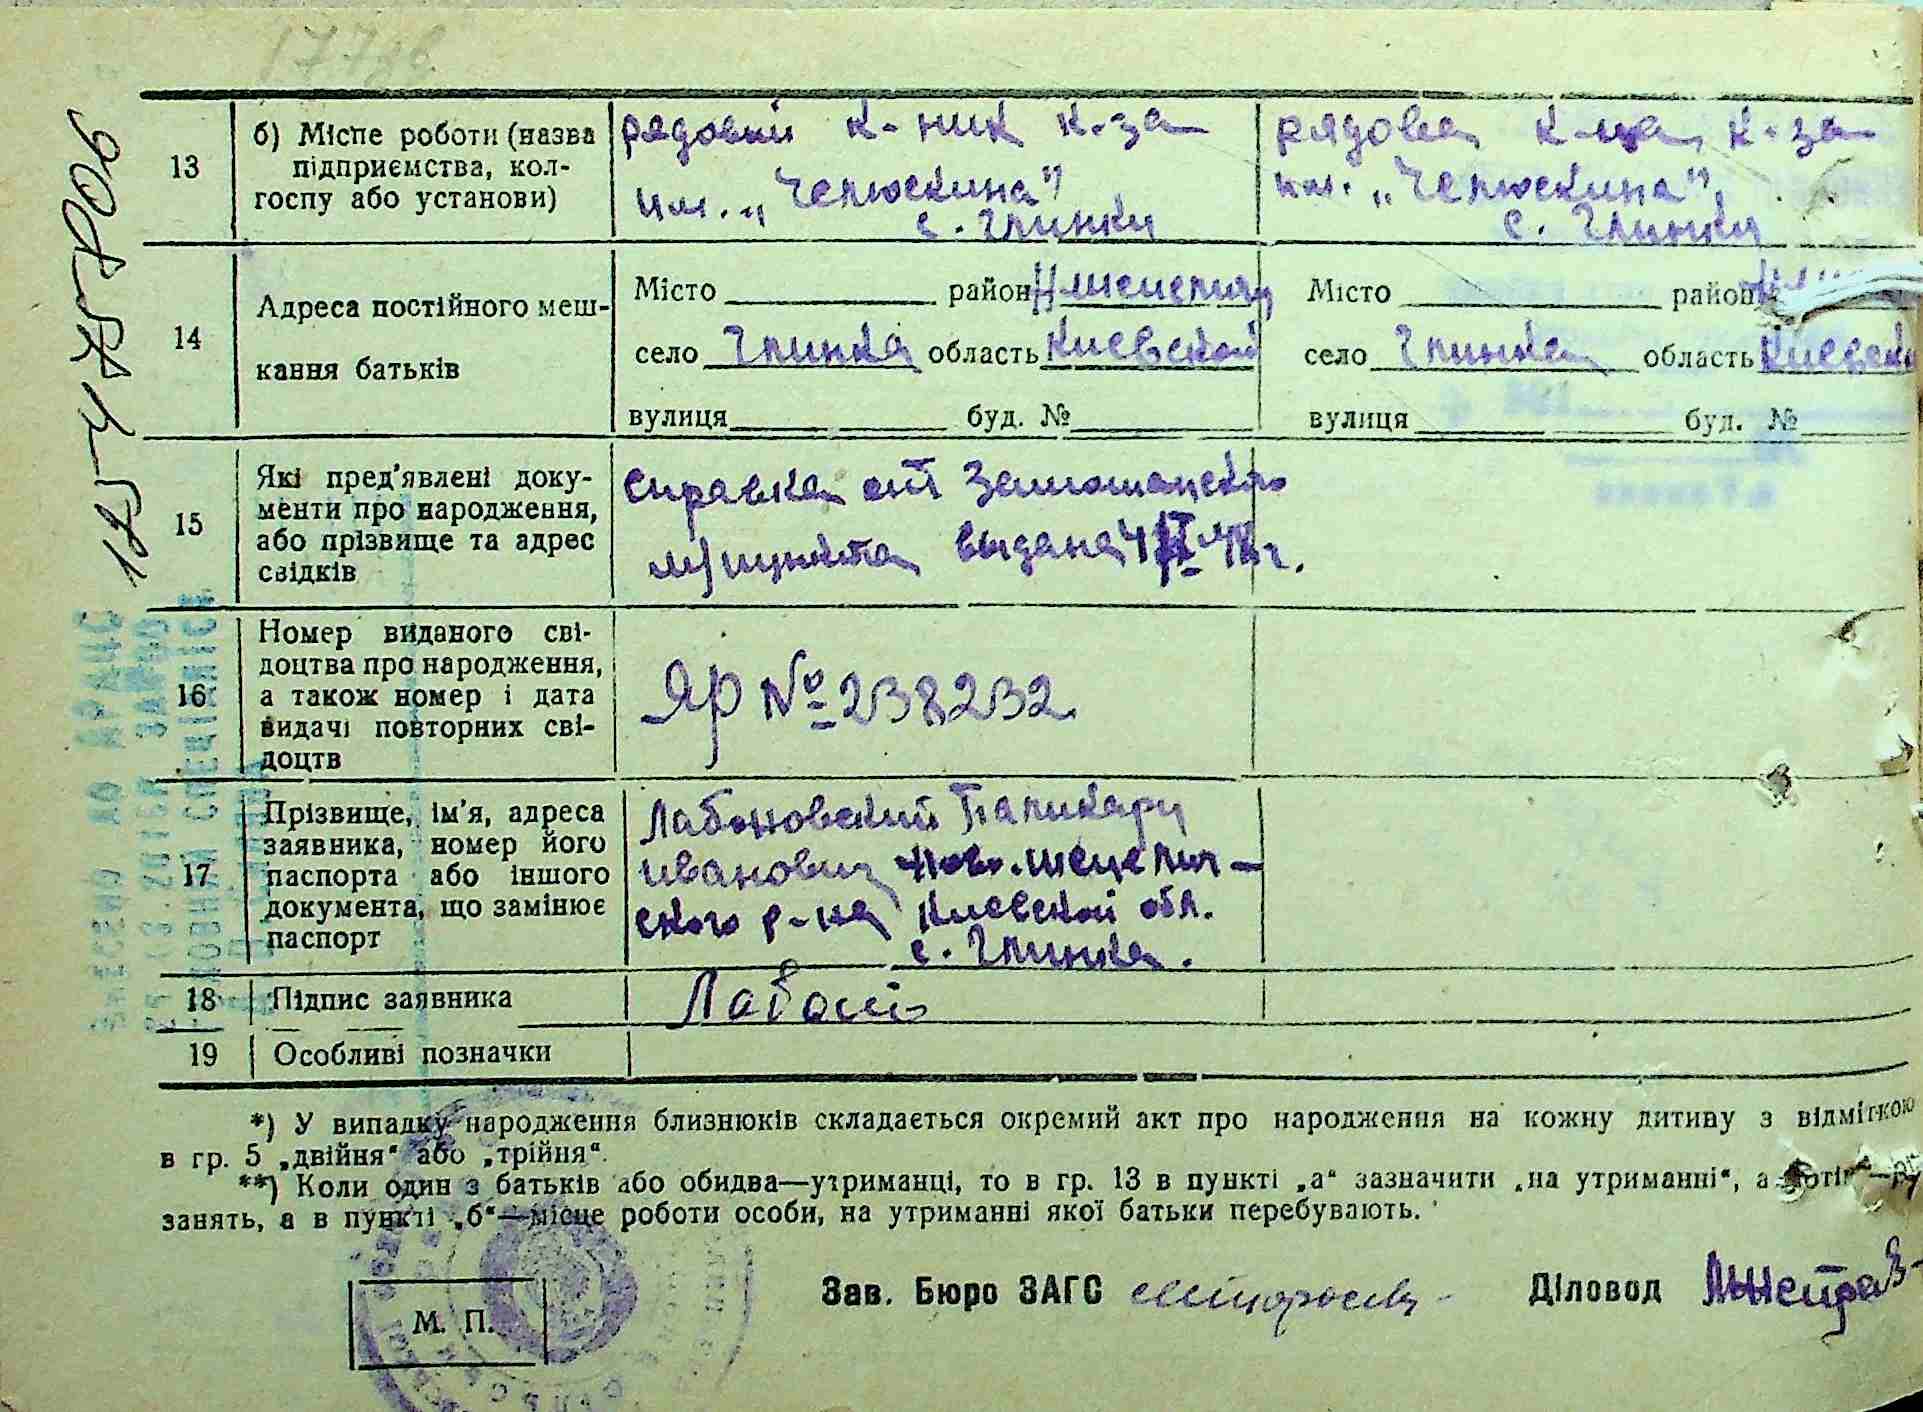 13
б) Місце роботи (назва
підприємства, кол-
госпу або установи)
рядовий к-ник к-за
им. „Челюскина"
с. Глинки
рядовая к-ца к-за
им. „Челюскина"
с. Глинки
14
Адреса постійного меш-
кання батьків
Місто район
село Глинка область Киевской
вулиця буд. №
Місто район
село Глинка область
вулиця буд. №
15
Які пред'явлені доку-
менти про народження,
або прізвище та адрес
свідків
справка от
м/пункта выдана
16
Номер виданого сві-
доцтва про народження,
а також номер і дата
видачі повторних сві-
доцтв
ЯР № 238232
17
Прізвище, ім'я, адреса
заявника, номер його
паспорта або іншого
документа, що замінює
паспорт
Лабоновский
Иванович Ново-Шепелич-
ского р-на Киевской обл.
с. Глинка.
18
Підпис заявника
19
Особливі позначки
*) У випадку народження близнюків складається окремий акт про народження на кожну дитину з відміткою
в гр. 5 „двійня" або „трійня".
**) Коли один з батьків або обидва—утриманці, то в гр. 13 в пункті „а" зазначити „на утриманні", а
занять, а в пункті „б"—місце роботи особи, на утриманні якої батьки перебувають.
М. П.
Зав. Бюро ЗАГС
Діловод